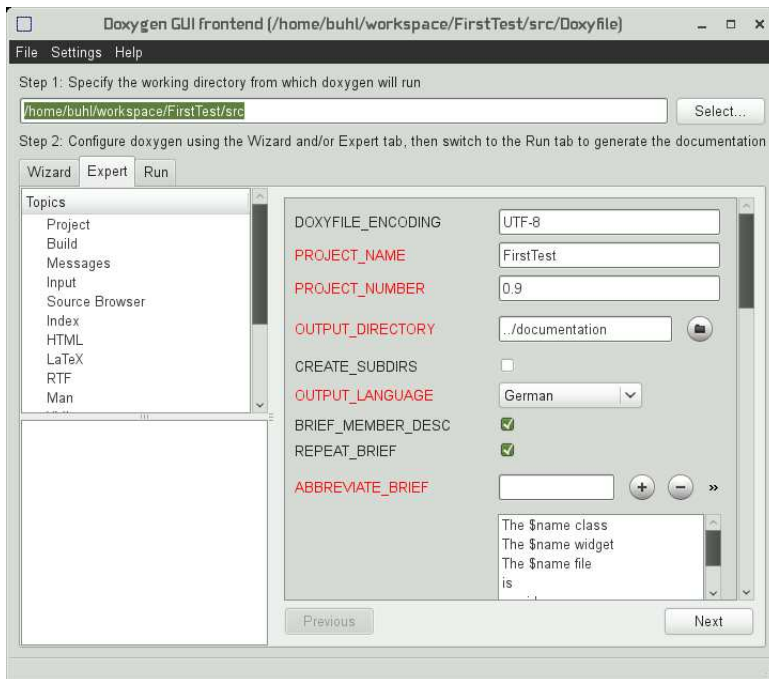 Doxygen GUI frontend (/home/buhl/workspace/FirstTest/src/Doxyfile)
File Settings Help
Step 1: Specify the working directory from which doxygen will run
/home/buhl/workspace/FirstTest/src
Select...
Step 2: Configure doxygen using the Wizard and/or Expert tab, then switch to the Run tab to generate the documentation
Wizard Expert Run
Topics
Project
Build
Messages
Input
Source Browser
Index
HTML
LaTeX
RTF
Man
DOXYFILE_ENCODING UTF-8
PROJECT_NAME FirstTest
PROJECT_NUMBER 0.9
OUTPUT_DIRECTORY ../documentation
CREATE_SUBDIRS
OUTPUT_LANGUAGE German
BRIEF_MEMBER_DESC
REPEAT_BRIEF
ABBREVIATE_BRIEF
The $name class
The $name widget
The $name file
is
Previous
Next